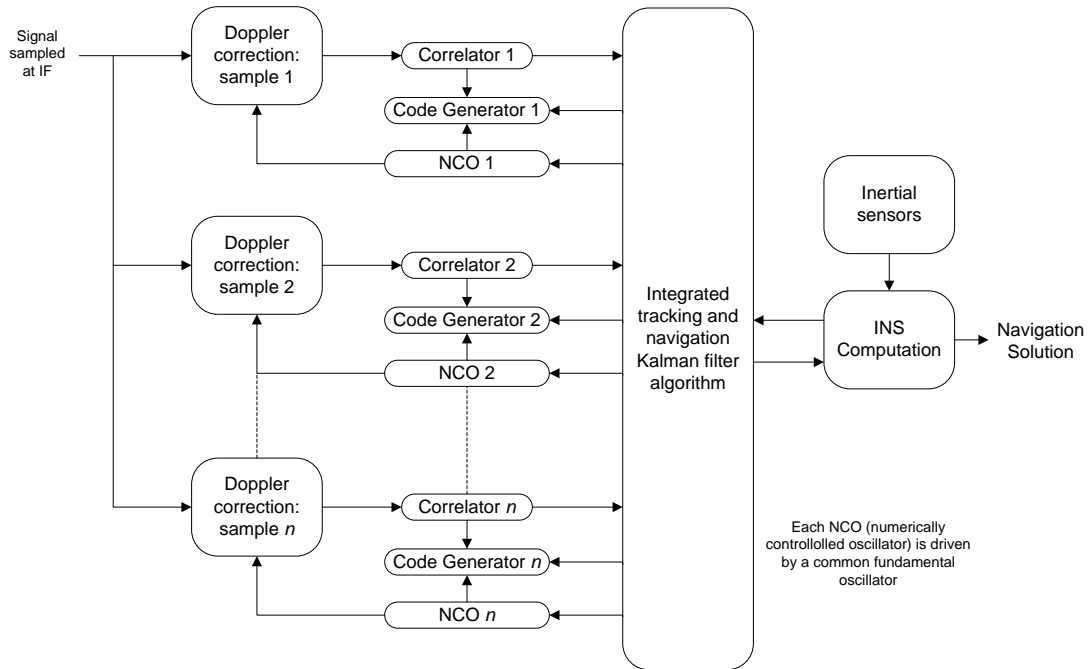 Signal
sampled
at IF
Doppler
correction:
sample 1
Correlator 1
Code Generator 1
NCO 1
Doppler
correction:
sample 2
Correlator 2
Code Generator 2
NCO 2
Doppler
correction:
sample n
Correlator n
Code Generator n
NCO n
Integrated
tracking and
navigation
Kalman filter
algorithm
Inertial
sensors
INS
Computation
Navigation
Solution
Each NCO (numerically
controllolled oscillator) is driven
by a common fundamental
oscillator